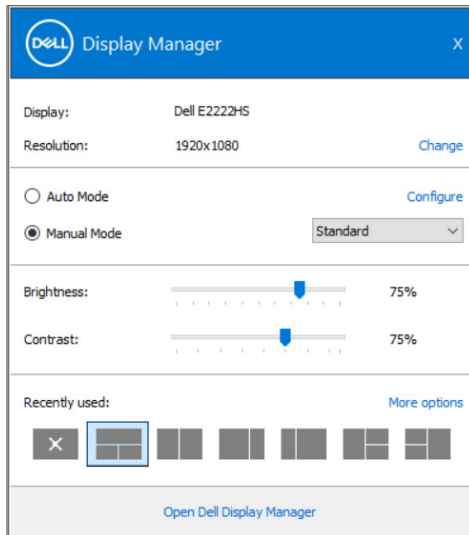 DELL Display Manager X
Display: Dell E2222HS
Resolution: 1920x1080 Change
Auto Mode Configure
Manual Mode Standard
Brightness: 75%
Contrast: 75%
Recently used: More options
Open Dell Display Manager